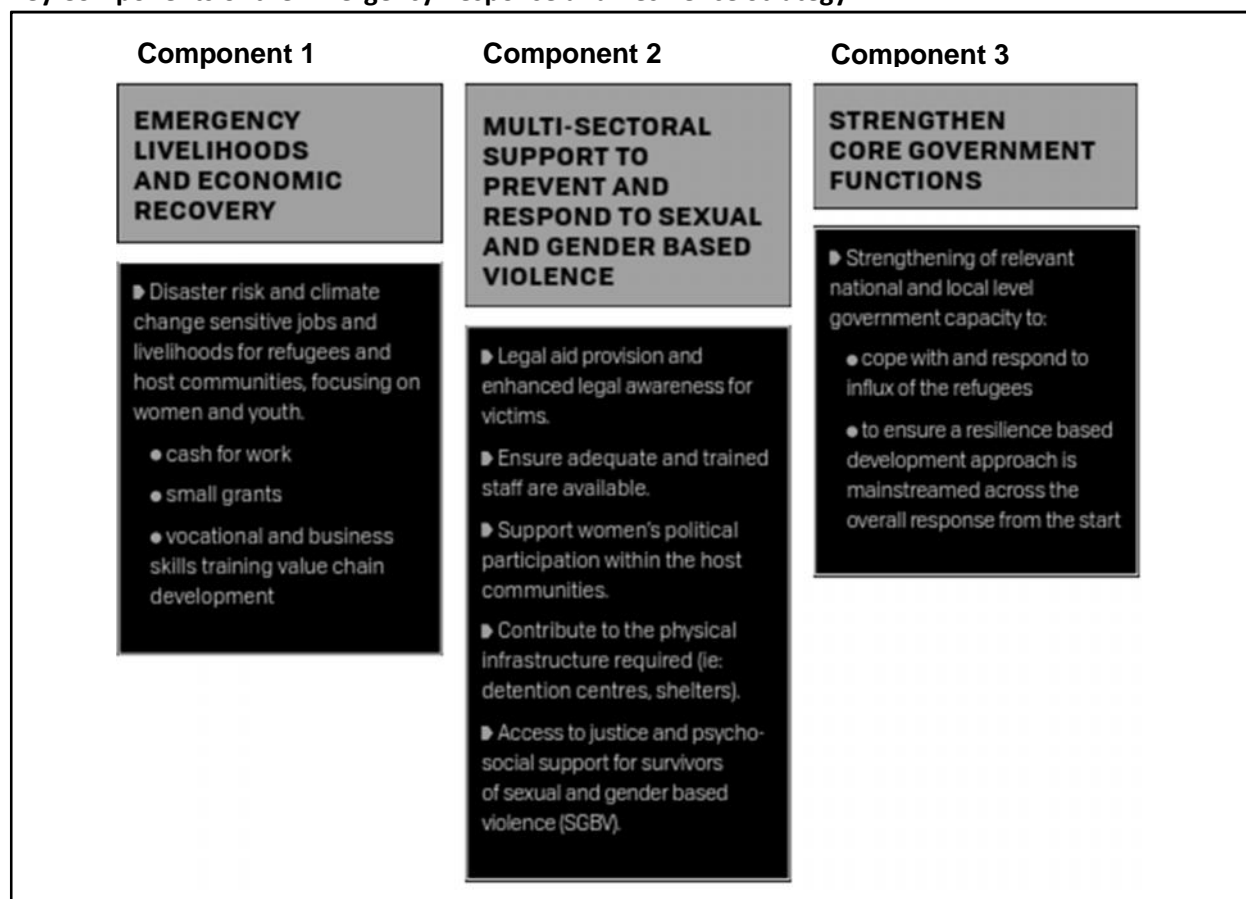 Component 1
EMERGENCY
LIVELIHOODS
AND ECONOMIC
RECOVERY
▶ Disaster risk and climate
change sensitive jobs and
livelihoods for refugees and
host communities, focusing on
women and youth.
● cash for work
● small grants
● vocational and business
skills training value chain
development
Component 2
MULTI-SECTORAL
SUPPORT TO
PREVENT AND
RESPOND TO SEXUAL
AND GENDER BASED
VIOLENCE
▶ Legal aid provision and
enhanced legal awareness for
victims.
▶ Ensure adequate and trained
staff are available.
▶ Support women's political
participation within the host
communities.
▶ Contribute to the physical
infrastructure required (ie:
detention centres, shelters).
▶ Access to justice and psycho-
social support for survivors
of sexual and gender based
violence (SGBV).
Component 3
STRENGTHEN
CORE GOVERNMENT
FUNCTIONS
▶ Strengthening of relevant
national and local level
government capacity to:
● cope with and respond to
influx of the refugees
● to ensure a resilience based
development approach is
mainstreamed across the
overall response from the start